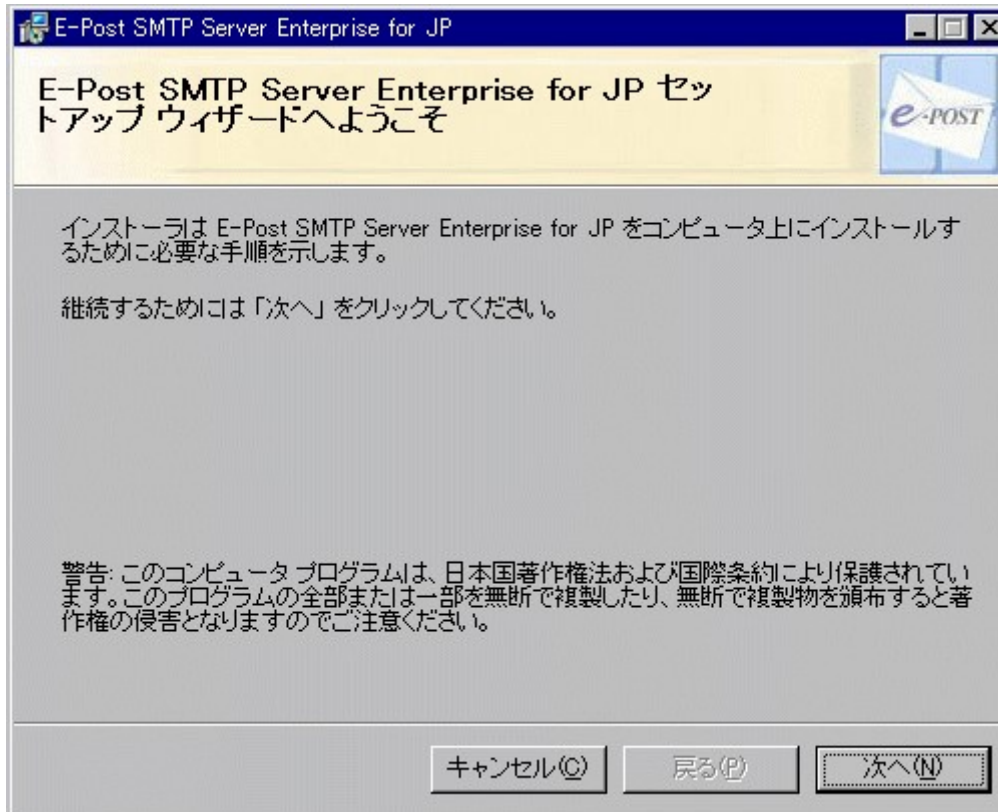 E-Post SMTP Server Enterprise for JP
E-Post SMTP Server Enterprise for JP セッ
トアップ ウィザードへようこそ
e-POST
インストーラは E-Post SMTP Server Enterprise for JP をコンピュータ上にインストールす
るために必要な手順を示します。
継続するためには「次へ」をクリックしてください。
警告: このコンピュータ プログラムは、日本国著作権法および国際条約により保護されてい
ます。このプログラムの全部または一部を無断で複製したり、無断で複製物を頒布すると著
作権の侵害となりますのでご注意ください。
キャンセル(C)
戻る(P)
次へ(N)